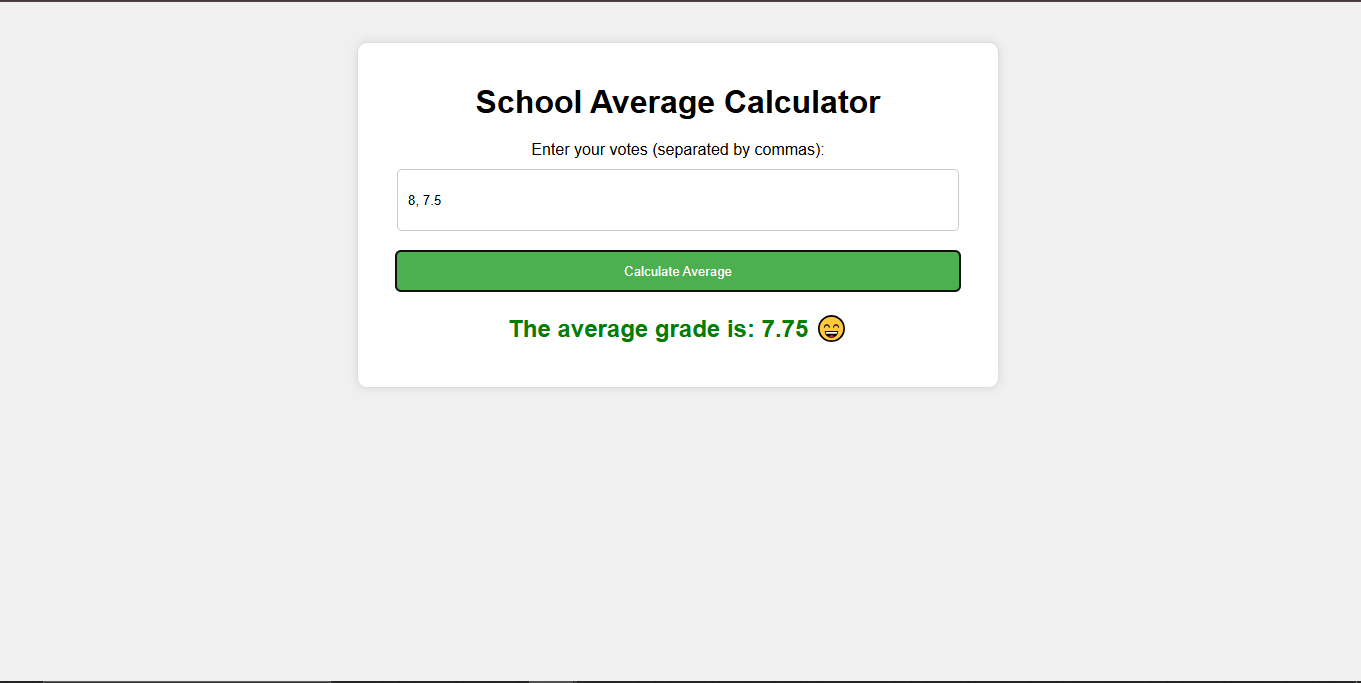 School Average Calculator
Enter your votes (separated by commas):
8, 7.5
Calculate Average
The average grade is: 7.75 😄